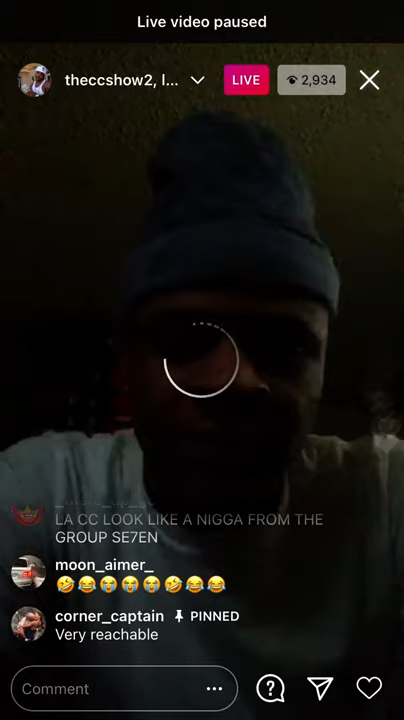 Live video paused
theccshow2, l...
LIVE
2,934
LA CC LOOK LIKE A NIGGA FROM THE
GROUP SE7EN
moon_aimer_
🤣😂😭😭😭🤣😂😂
corner_captain PINNED
Very reachable
Comment